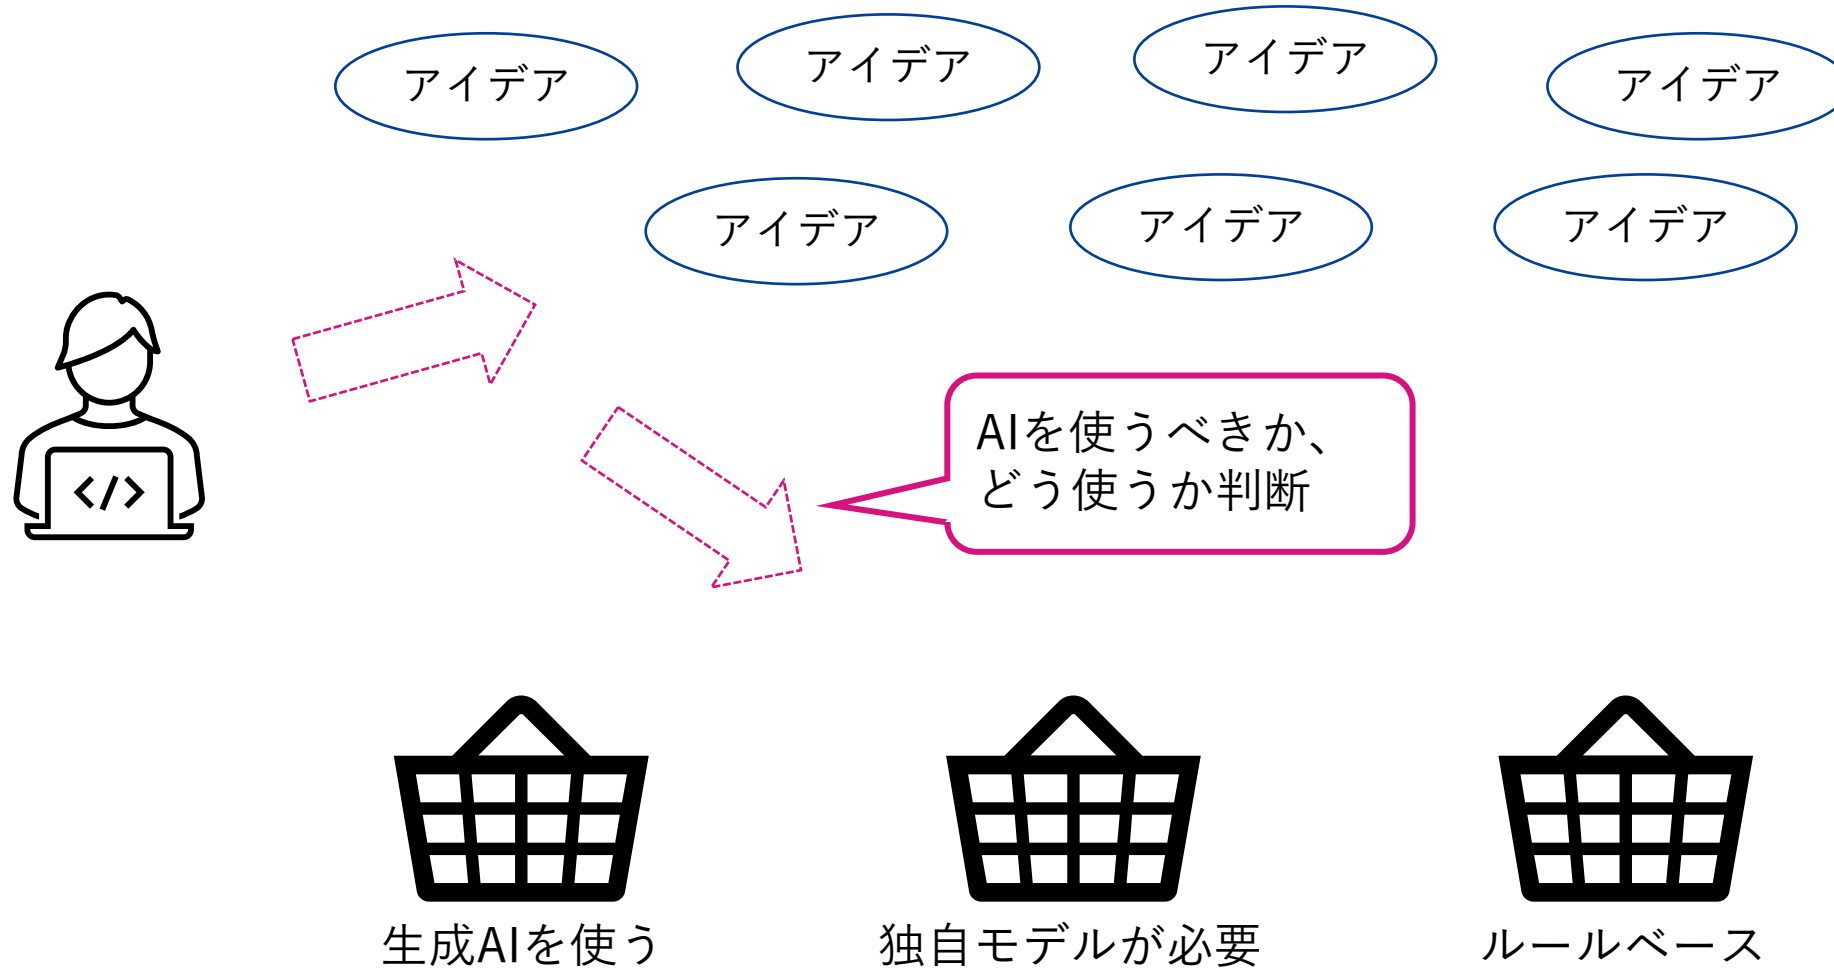 アイデア
アイデア
アイデア
アイデア
アイデア
アイデア
アイデア
AIを使うべきか、
どう使うか判断
</>
生成AIを使う
独自モデルが必要
ルールベース